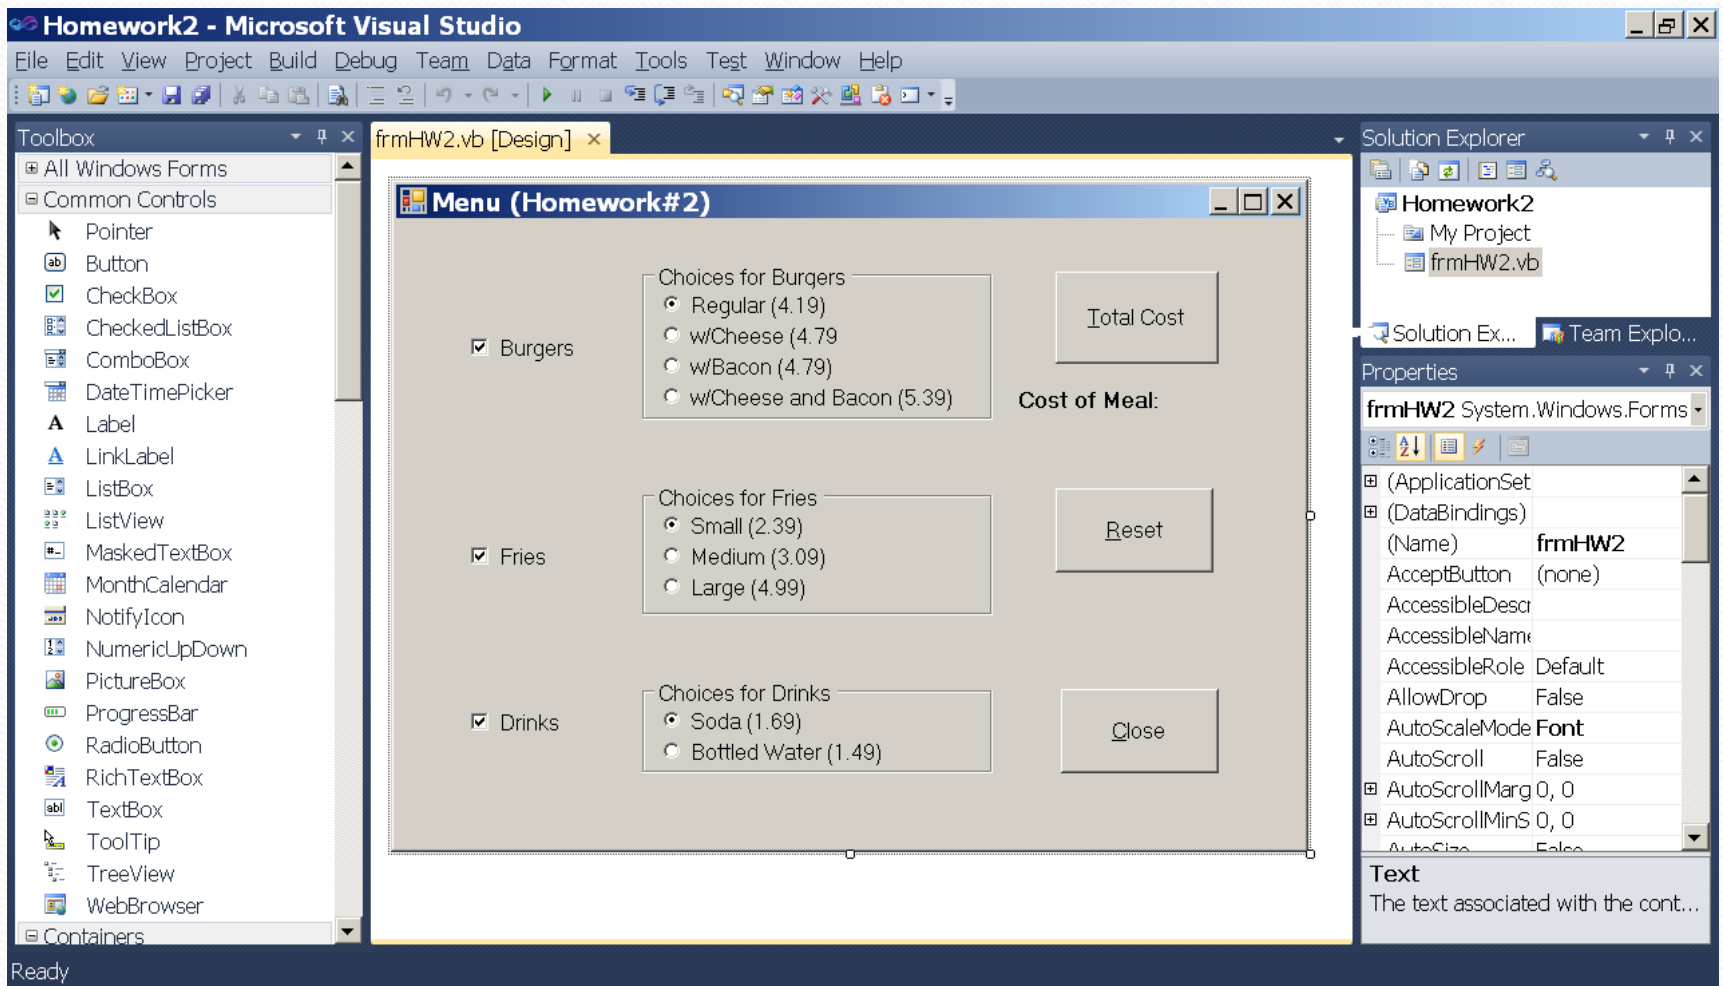 Homework2 - Microsoft Visual Studio
File Edit View Project Build Debug Team Data Format Tools Test Window Help
Toolbox
All Windows Forms
Common Controls
Pointer
Button
CheckBox
CheckedListBox
ComboBox
DateTimePicker
Label
LinkLabel
ListBox
ListView
MaskedTextBox
MonthCalendar
NotifyIcon
NumericUpDown
PictureBox
ProgressBar
RadioButton
RichTextBox
TextBox
ToolTip
TreeView
WebBrowser
Containers
frmHW2.vb [Design]
Menu (Homework#2)
Burgers
Choices for Burgers
Regular (4.19)
w/Cheese (4.79
w/Bacon (4.79)
w/Cheese and Bacon (5.39)
Total Cost
Cost of Meal:
Fries
Choices for Fries
Small (2.39)
Medium (3.09)
Large (4.99)
Reset
Drinks
Choices for Drinks
Soda (1.69)
Bottled Water (1.49)
Close
Solution Explorer
Homework2
My Project
frmHW2.vb
Solution Ex... Team Explo...
Properties
frmHW2 System.Windows.Forms
(ApplicationSet
(DataBindings)
(Name) frmHW2
AcceptButton (none)
AccessibleDescr
AccessibleName
AccessibleRole Default
AllowDrop False
AutoScaleMode Font
AutoScroll False
AutoScrollMarg 0, 0
AutoScrollMinS 0, 0
AutoSize False
Text
The text associated with the cont...
Ready